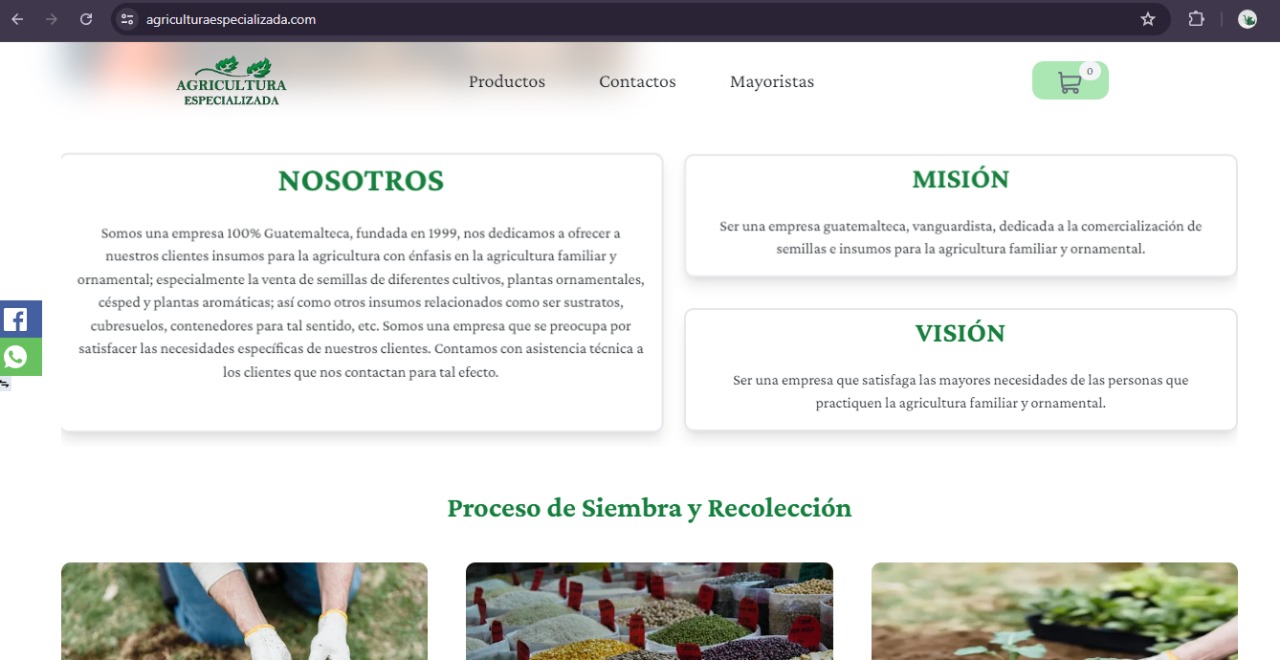 agriculturaespecializada.com
AGRICULTURA
ESPECIALIZADA
Productos
Contactos
Mayoristas
0
NOSOTROS
Somos una empresa 100% Guatemalteca, fundada en 1999, nos dedicamos a ofrecer a
nuestros clientes insumos para la agricultura con énfasis en la agricultura familiar y
ornamental; especialmente la venta de semillas de diferentes cultivos, plantas ornamentales,
césped y plantas aromáticas; así como otros insumos relacionados como ser sustratos,
cubresuelos, contenedores para tal sentido, etc. Somos una empresa que se preocupa por
satisfacer las necesidades específicas de nuestros clientes. Contamos con asistencia técnica a
los clientes que nos contactan para tal efecto.
MISIÓN
Ser una empresa guatemalteca, vanguardista, dedicada a la comercialización de
semillas e insumos para la agricultura familiar y ornamental.
VISIÓN
Ser una empresa que satisfaga las mayores necesidades de las personas que
practiquen la agricultura familiar y ornamental.
Proceso de Siembra y Recolección